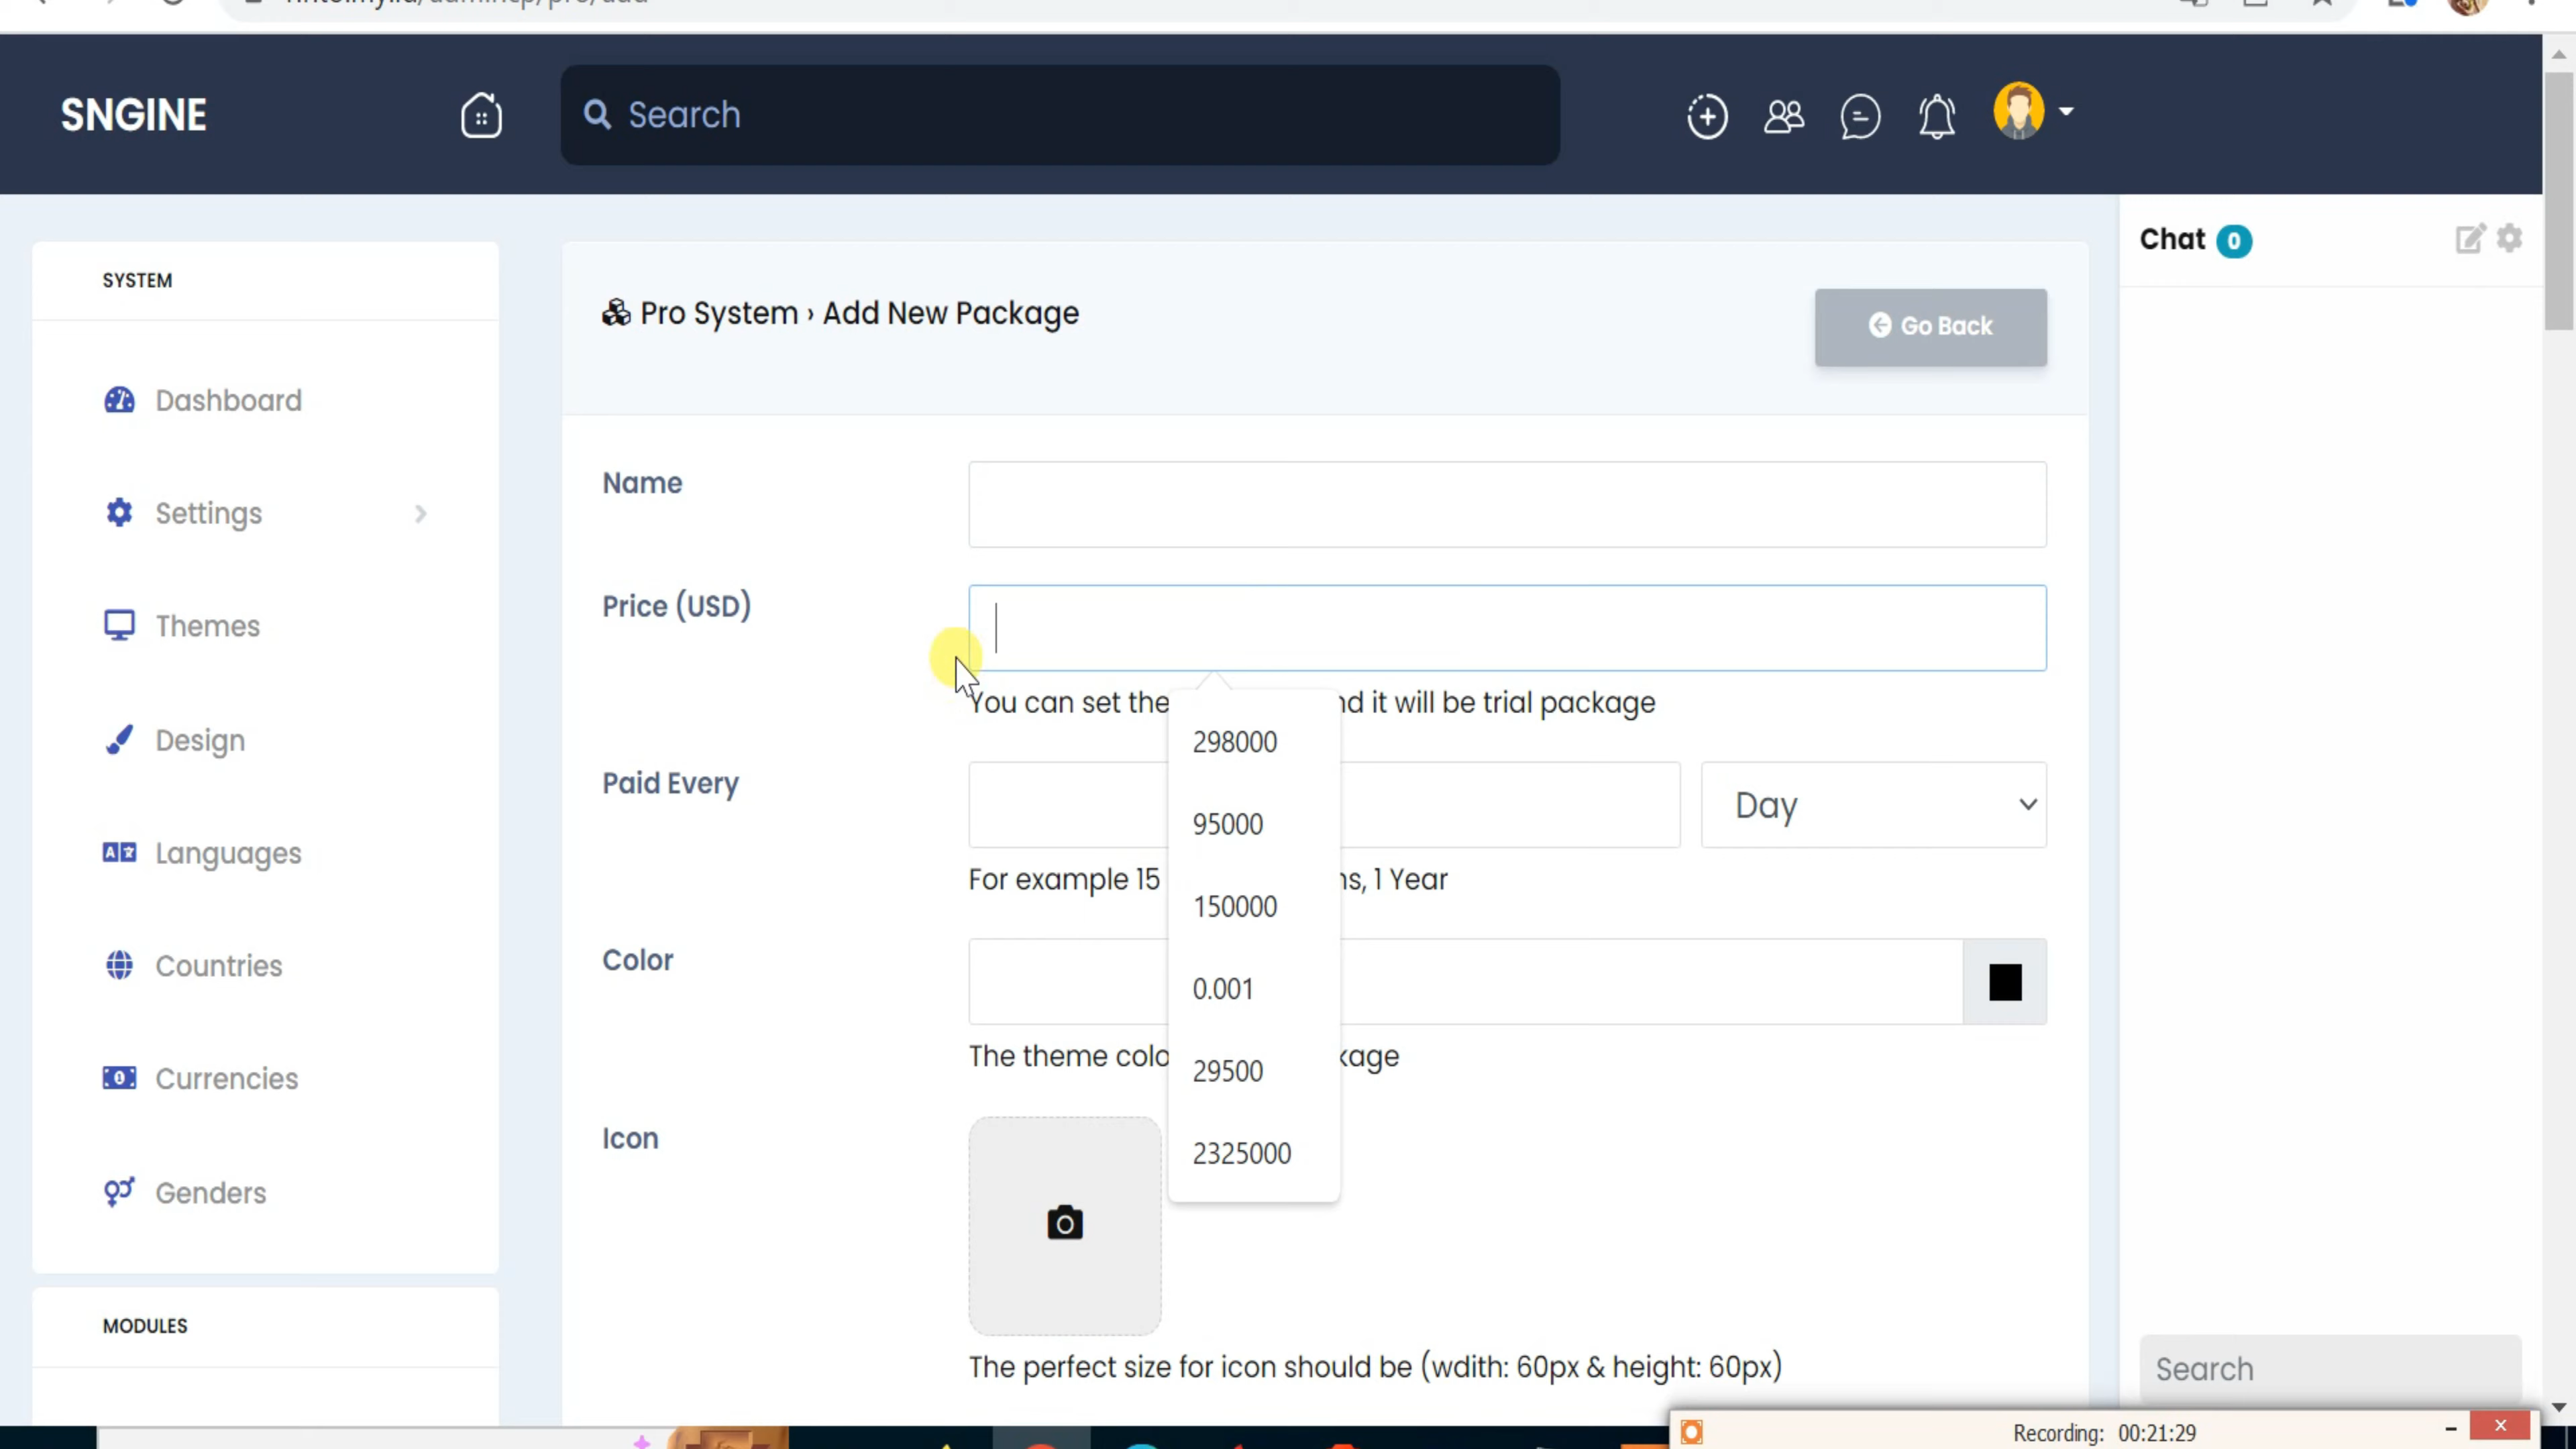 SNGINE
Search
SYSTEM
Dashboard
Settings
Themes
Design
Languages
Countries
Currencies
Genders
MODULES
Pro System › Add New Package
Go Back
Name
Price (USD)
You can set the nd it will be trial package
298000
95000
150000
0.001
29500
2325000
Paid Every
Day
For example 15 ns, 1 Year
Color
The theme colo kage
Icon
The perfect size for icon should be (wdith: 60px & height: 60px)
Chat 0
Search
Recording: 00:21:29